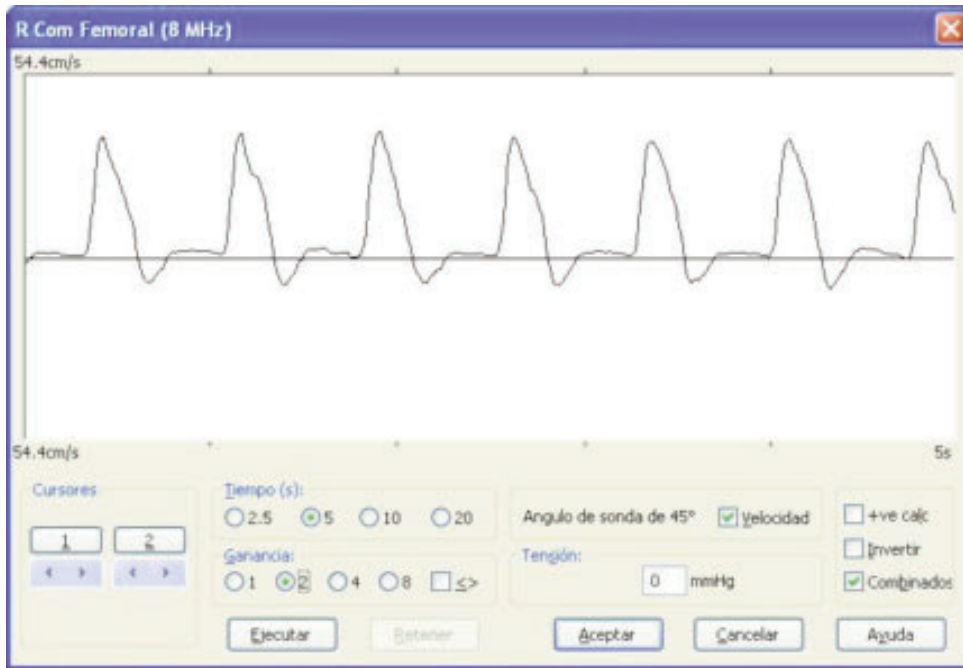 R Com Femoral (8 MHz)
54.4cm/s
54.4cm/s
5s
Cursores
1 2
Tiempo (s):
2.5 5 10 20
Ganancia:
1 2 4 8 <>
Angulo de sonda de 45° Velocidad
Tensión:
0 mmHg
+ve calc
Invertir
Combinados
Ejecutar Retener Aceptar Cancelar Ayuda